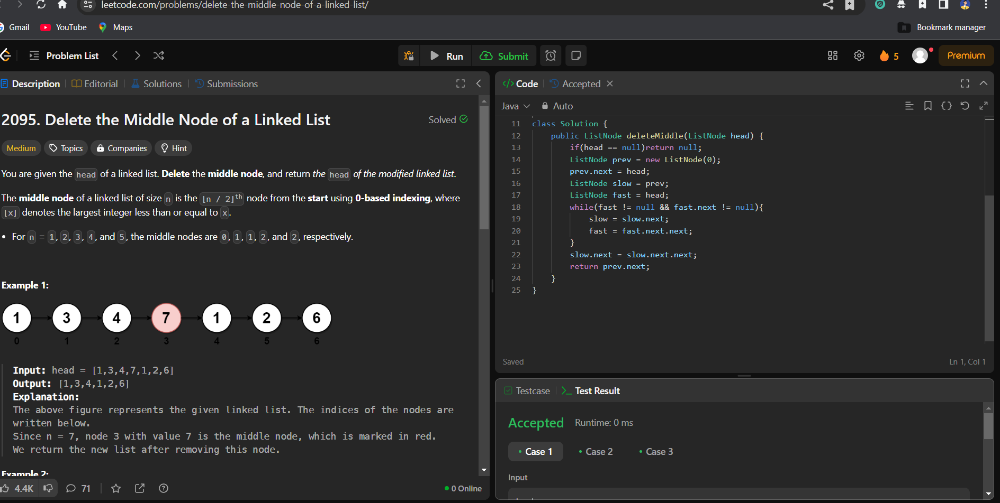 leetcode.com/problems/delete-the-middle-node-of-a-linked-list/
Gmail YouTube Maps Bookmark manager
Problem List Run Submit 5 Premium
Description Editorial Solutions Submissions
2095. Delete the Middle Node of a Linked List Solved
Medium Topics Companies Hint
You are given the head of a linked list. Delete the middle node, and return the head of the modified linked list.
The middle node of a linked list of size n is the ⌊n / 2⌋th node from the start using 0-based indexing, where
⌊x⌋ denotes the largest integer less than or equal to x.
• For n = 1, 2, 3, 4, and 5, the middle nodes are 0, 1, 1, 2, and 2, respectively.
Example 1:
1 3 4 7 1 2 6
0 1 2 3 4 5 6
Input: head = [1,3,4,7,1,2,6]
Output: [1,3,4,1,2,6]
Explanation:
The above figure represents the given linked list. The indices of the nodes are
written below.
Since n = 7, node 3 with value 7 is the middle node, which is marked in red.
We return the new list after removing this node.
Example 2:
4.4K 71 0 Online
</> Code Accepted
Java Auto
11 class Solution {
12 public ListNode deleteMiddle(ListNode head) {
13 if(head == null)return null;
14 ListNode prev = new ListNode(0);
15 prev.next = head;
16 ListNode slow = prev;
17 ListNode fast = head;
18 while(fast != null && fast.next != null){
19 slow = slow.next;
20 fast = fast.next.next;
21 }
22 slow.next = slow.next.next;
23 return prev.next;
24 }
25 }
Saved Ln 1, Col 1
Testcase >_ Test Result
Accepted Runtime: 0 ms
• Case 1 • Case 2 • Case 3
Input